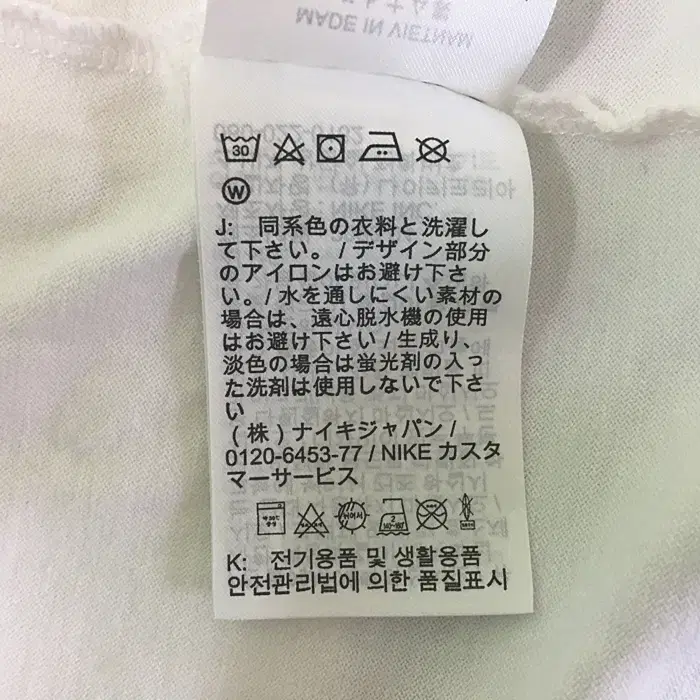 MADE IN VIETNAM
30
W
J: 同系色の衣料と洗濯し
て下さい。/ デザイン部分
のアイロンはお避け下さ
い。/ 水を通しにくい素材の
場合は、遠心脱水機の使用
はお避け下さい / 生成り、
淡色の場合は蛍光剤の入っ
た洗剤は使用しないで下さ
い
(株) ナイキジャパン /
0120-6453-77 / NIKE カスタ
マーサービス
K: 전기용품 및 생활용품
안전관리법에 의한 품질표시